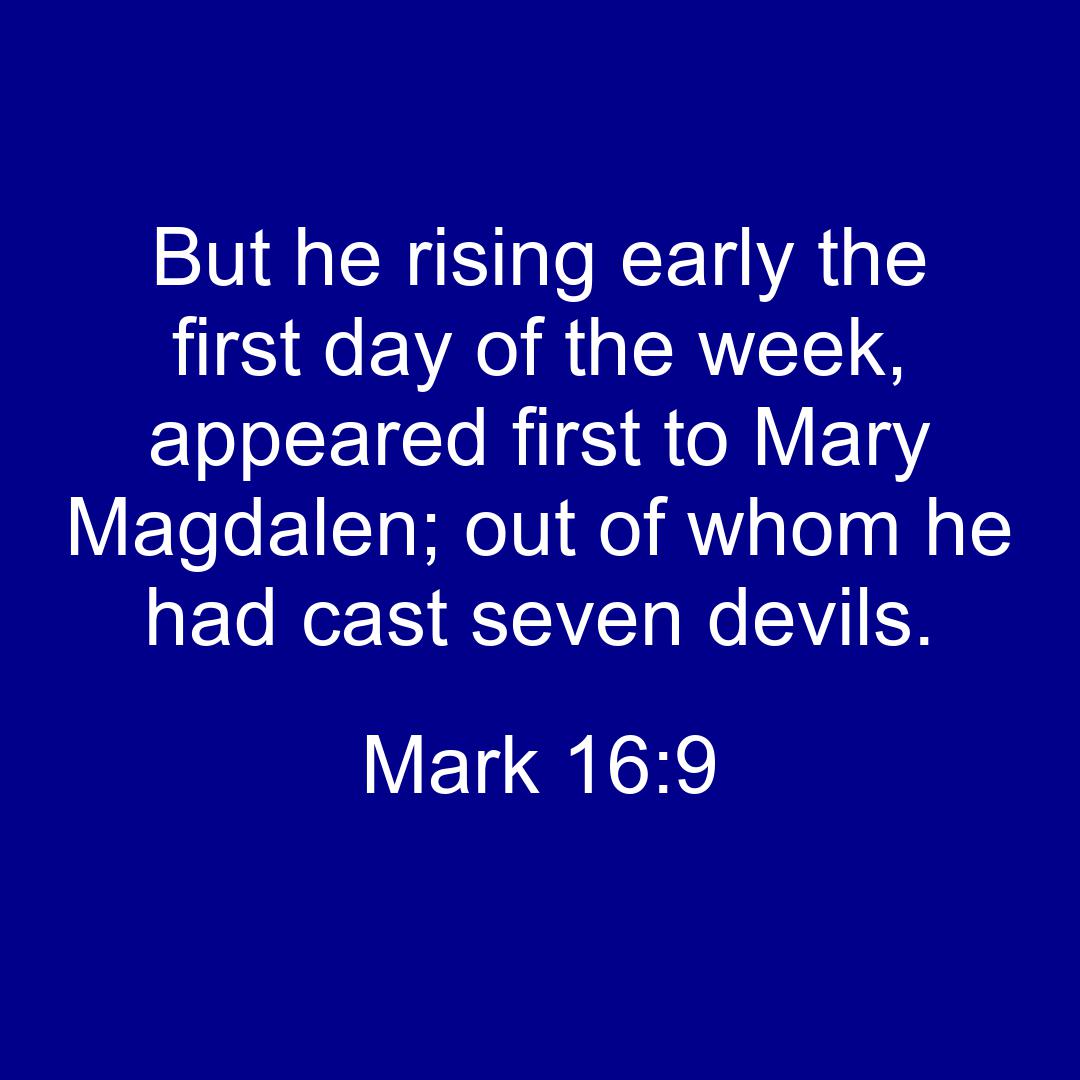 But he rising early the
first day of the week,
appeared first to Mary
Magdalen; out of whom he
had cast seven devils.
Mark 16:9